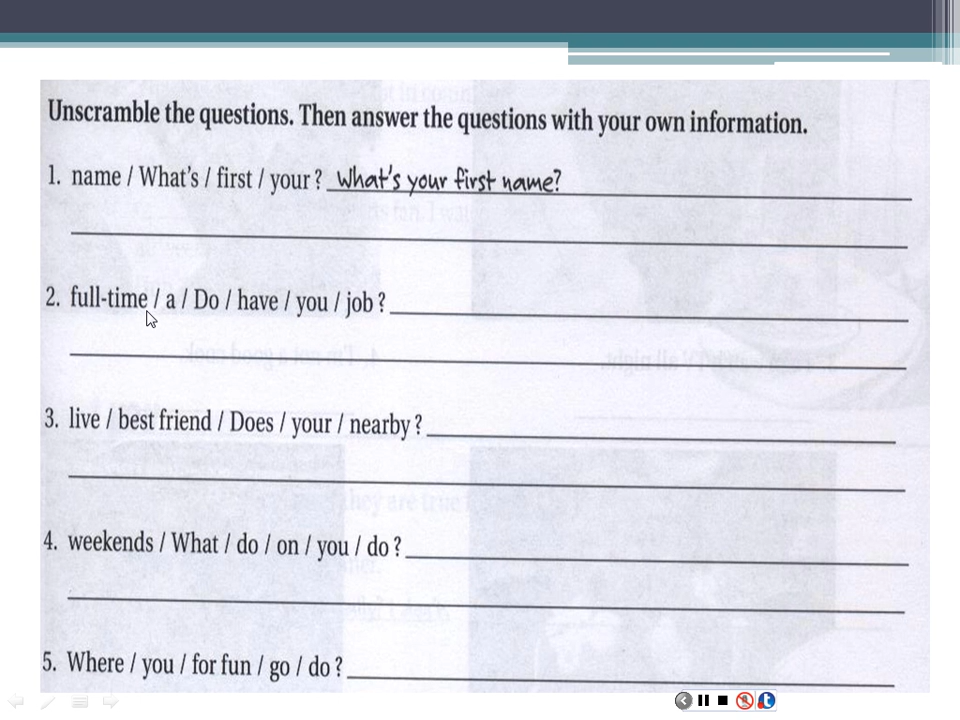 Unscramble the questions. Then answer the questions with your own information.
1. name / What's / first / your ? What's your first name?
2. full-time / a / Do / have / you / job ?
3. live / best friend / Does / your / nearby ?
4. weekends / What / do / on / you / do ?
5. Where / you / for fun / go / do ?